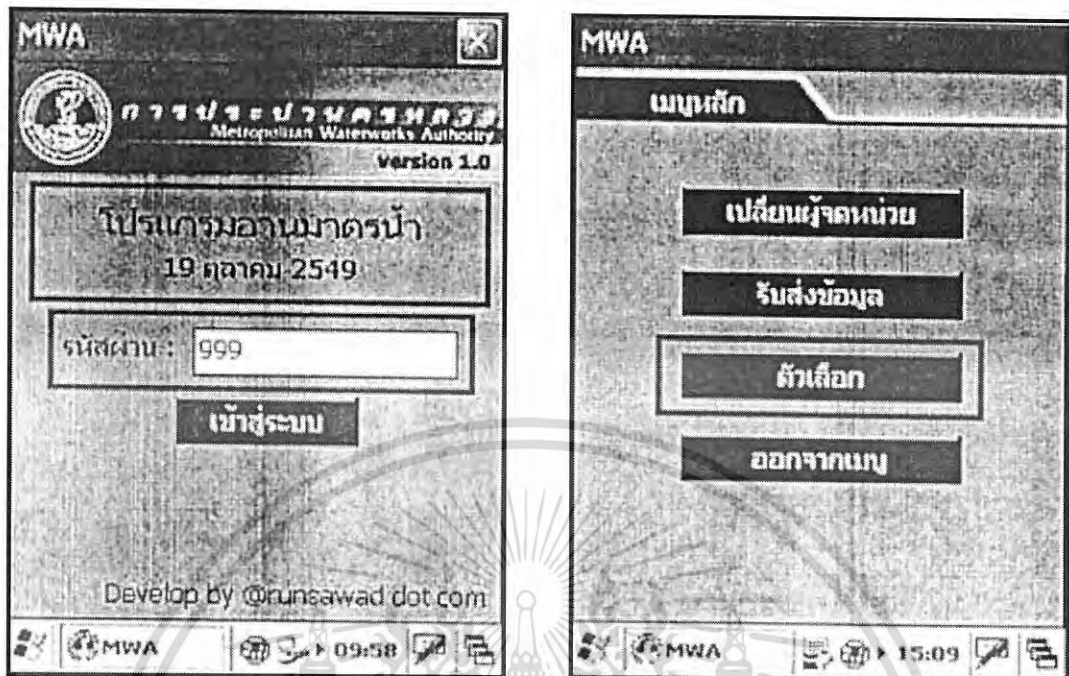 MWA
การประปานครหลวง
Metropolitan Waterworks Authority
version 1.0
โปรแกรมอ่านมาตรน้ำ
19 ตุลาคม 2549
รหัสผ่าน : 999
เข้าสู่ระบบ
Develop by @runsawad dot com
MWA 09:58
MWA
เมนูหลัก
เปลี่ยนผู้จดหน่วย
รับส่งข้อมูล
ตัวเลือก
ออกจากเมนู
MWA 15:09